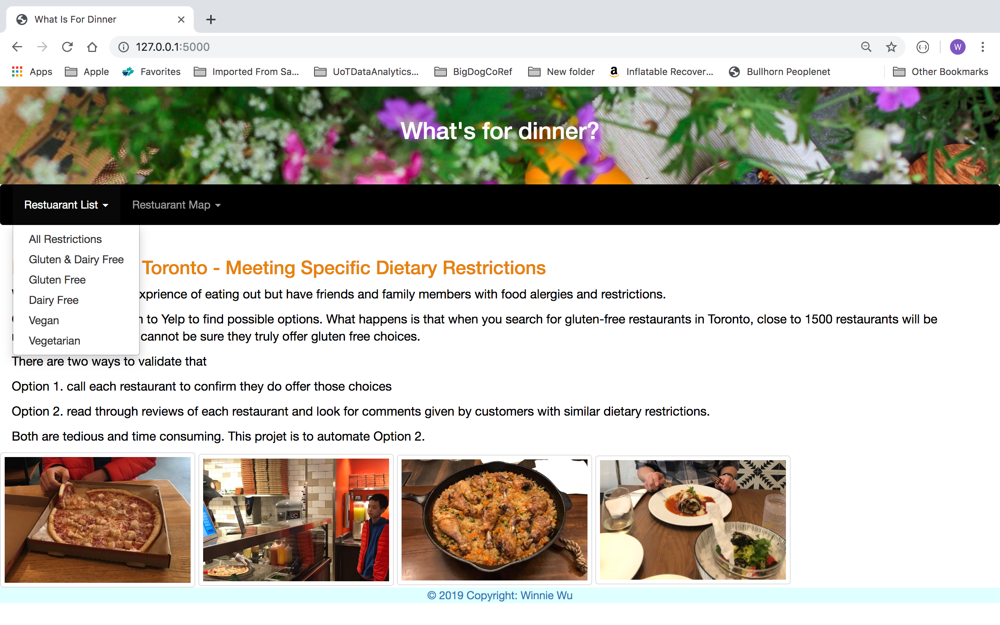 What Is For Dinner
127.0.0.1:5000
W
Apps
Apple
Favorites
Imported From Sa...
UoTDataAnalytics...
BigDogCoRef
New folder
Inflatable Recover...
Bullhorn Peoplenet
Other Bookmarks
What's for dinner?
Restuarant List
Restuarant Map
All Restrictions
Gluten & Dairy Free
Gluten Free
Dairy Free
Vegan
Vegetarian
Toronto - Meeting Specific Dietary Restrictions
xprience of eating out but have friends and family members with food alergies and restrictions.
to Yelp to find possible options. What happens is that when you search for gluten-free restaurants in Toronto, close to 1500 restaurants will be
cannot be sure they truly offer gluten free choices.
There are two ways to validate that
Option 1. call each restaurant to confirm they do offer those choices
Option 2. read through reviews of each restaurant and look for comments given by customers with similar dietary restrictions.
Both are tedious and time consuming. This projet is to automate Option 2.
© 2019 Copyright: Winnie Wu